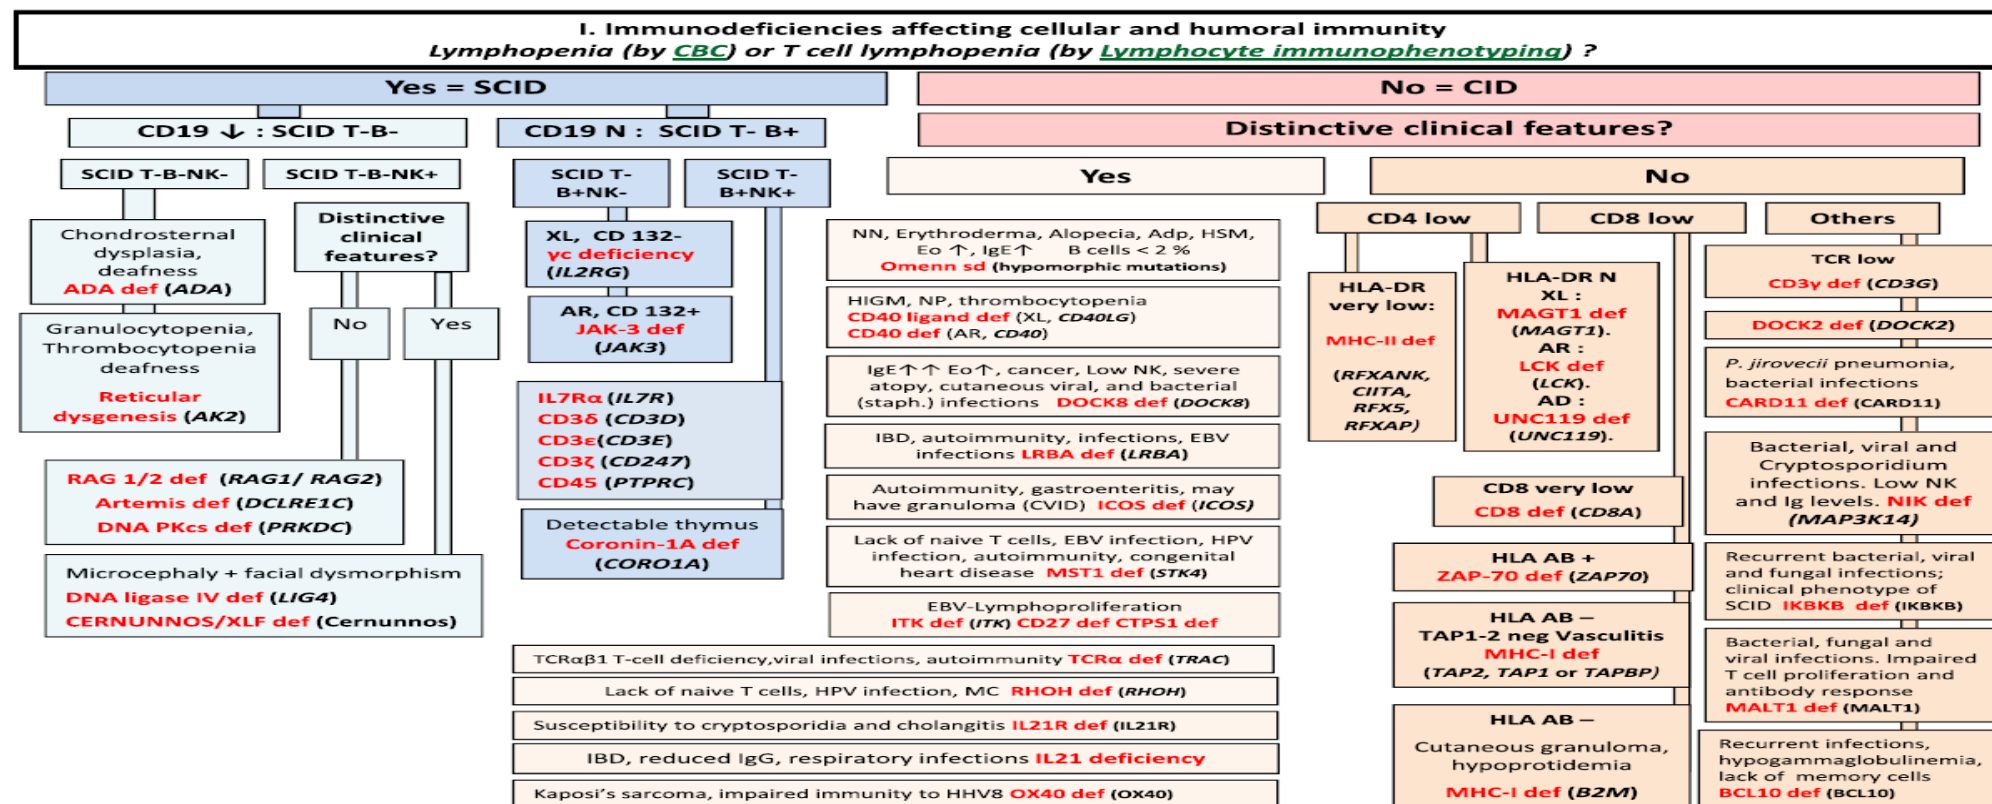 I. Immunodeficiencies affecting cellular and humoral immunity
Lymphopenia (by CBC) or T cell lymphopenia (by Lymphocyte immunophenotyping) ?
Yes = SCID
No = CID
CD19 ↓ : SCID T-B-
CD19 N : SCID T- B+
Distinctive clinical features?
SCID T-B-NK-
SCID T-B-NK+
SCID T-
B+NK-
SCID T-
B+NK+
Yes
No
Chondrosternal
dysplasia,
deafness
ADA def (ADA)
Granulocytopenia,
Thrombocytopenia
deafness
Reticular
dysgenesis (AK2)
Distinctive
clinical
features?
No
Yes
RAG 1/2 def (RAG1/ RAG2)
Artemis def (DCLRE1C)
DNA PKcs def (PRKDC)
Microcephaly + facial dysmorphism
DNA ligase IV def (LIG4)
CERNUNNOS/XLF def (Cernunnos)
XL, CD 132-
γc deficiency
(IL2RG)
AR, CD 132+
JAK-3 def
(JAK3)
IL7Rα (IL7R)
CD3δ (CD3D)
CD3ε(CD3E)
CD3ζ (CD247)
CD45 (PTPRC)
Detectable thymus
Coronin-1A def
(CORO1A)
NN, Erythroderma, Alopecia, Adp, HSM,
Eo ↑, IgE↑ B cells < 2 %
Omenn sd (hypomorphic mutations)
HIGM, NP, thrombocytopenia
CD40 ligand def (XL, CD40LG)
CD40 def (AR, CD40)
IgE↑↑ Eo↑, cancer, Low NK, severe
atopy, cutaneous viral, and bacterial
(staph.) infections DOCK8 def (DOCK8)
IBD, autoimmunity, infections, EBV
infections LRBA def (LRBA)
Autoimmunity, gastroenteritis, may
have granuloma (CVID) ICOS def (ICOS)
Lack of naive T cells, EBV infection, HPV
infection, autoimmunity, congenital
heart disease MST1 def (STK4)
EBV-Lymphoproliferation
ITK def (ITK) CD27 def CTPS1 def
TCRαβ1 T-cell deficiency,viral infections, autoimmunity TCRα def (TRAC)
Lack of naive T cells, HPV infection, MC RHOH def (RHOH)
Susceptibility to cryptosporidia and cholangitis IL21R def (IL21R)
IBD, reduced IgG, respiratory infections IL21 deficiency
Kaposi's sarcoma, impaired immunity to HHV8 OX40 def (OX40)
CD4 low
CD8 low
Others
HLA-DR
very low:
MHC-II def
(RFXANK,
CIITA,
RFX5,
RFXAP)
HLA-DR N
XL :
MAGT1 def
(MAGT1).
AR :
LCK def
(LCK).
AD :
UNC119 def
(UNC119).
CD8 very low
CD8 def (CD8A)
HLA AB +
ZAP-70 def (ZAP70)
HLA AB –
TAP1-2 neg Vasculitis
MHC-I def
(TAP2, TAP1 or TAPBP)
HLA AB –
Cutaneous granuloma,
hypoprotidemia
MHC-I def (B2M)
TCR low
CD3γ def (CD3G)
DOCK2 def (DOCK2)
P. jirovecii pneumonia,
bacterial infections
CARD11 def (CARD11)
Bacterial, viral and
Cryptosporidium
infections. Low NK
and Ig levels. NIK def
(MAP3K14)
Recurrent bacterial, viral
and fungal infections;
clinical phenotype of
SCID IKBKB def (IKBKB)
Bacterial, fungal and
viral infections. Impaired
T cell proliferation and
antibody response
MALT1 def (MALT1)
Recurrent infections,
hypogammaglobulinemia,
lack of memory cells
BCL10 def (BCL10)